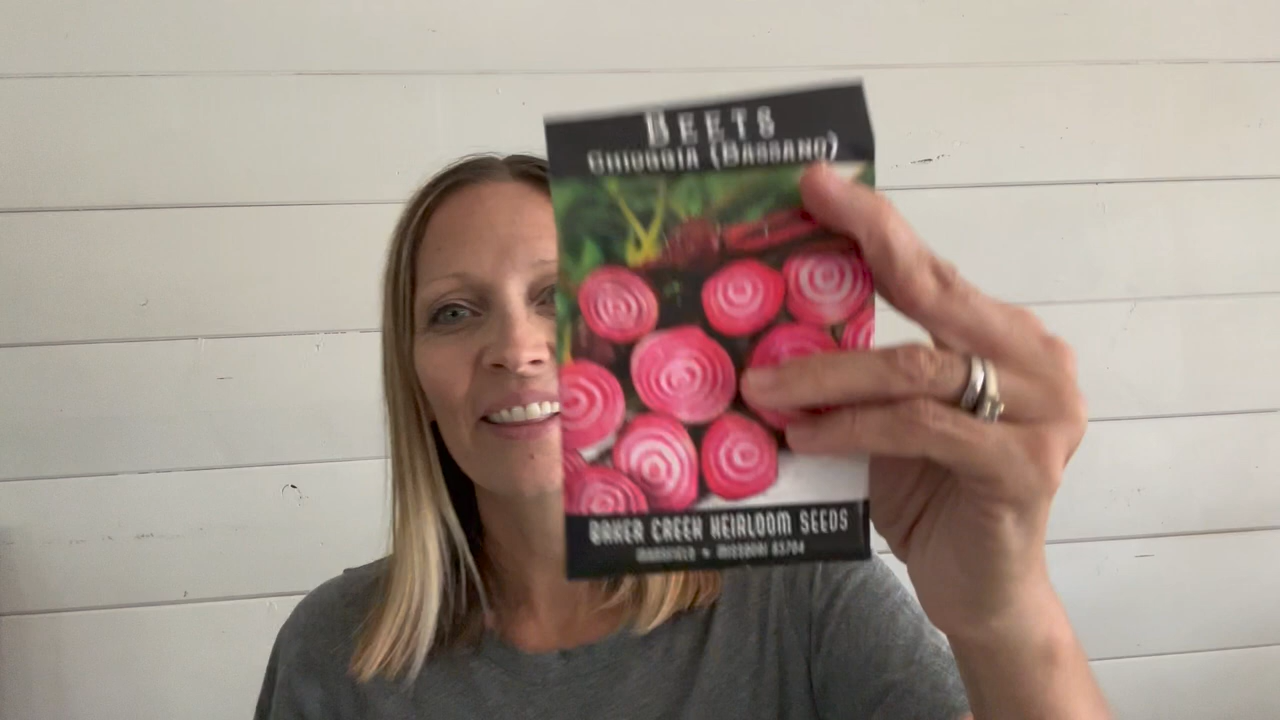 BEETS
CHIOGGIA (BASSANO)
BAKER CREEK HEIRLOOM SEEDS
MANSFIELD ~ MISSOURI 65704